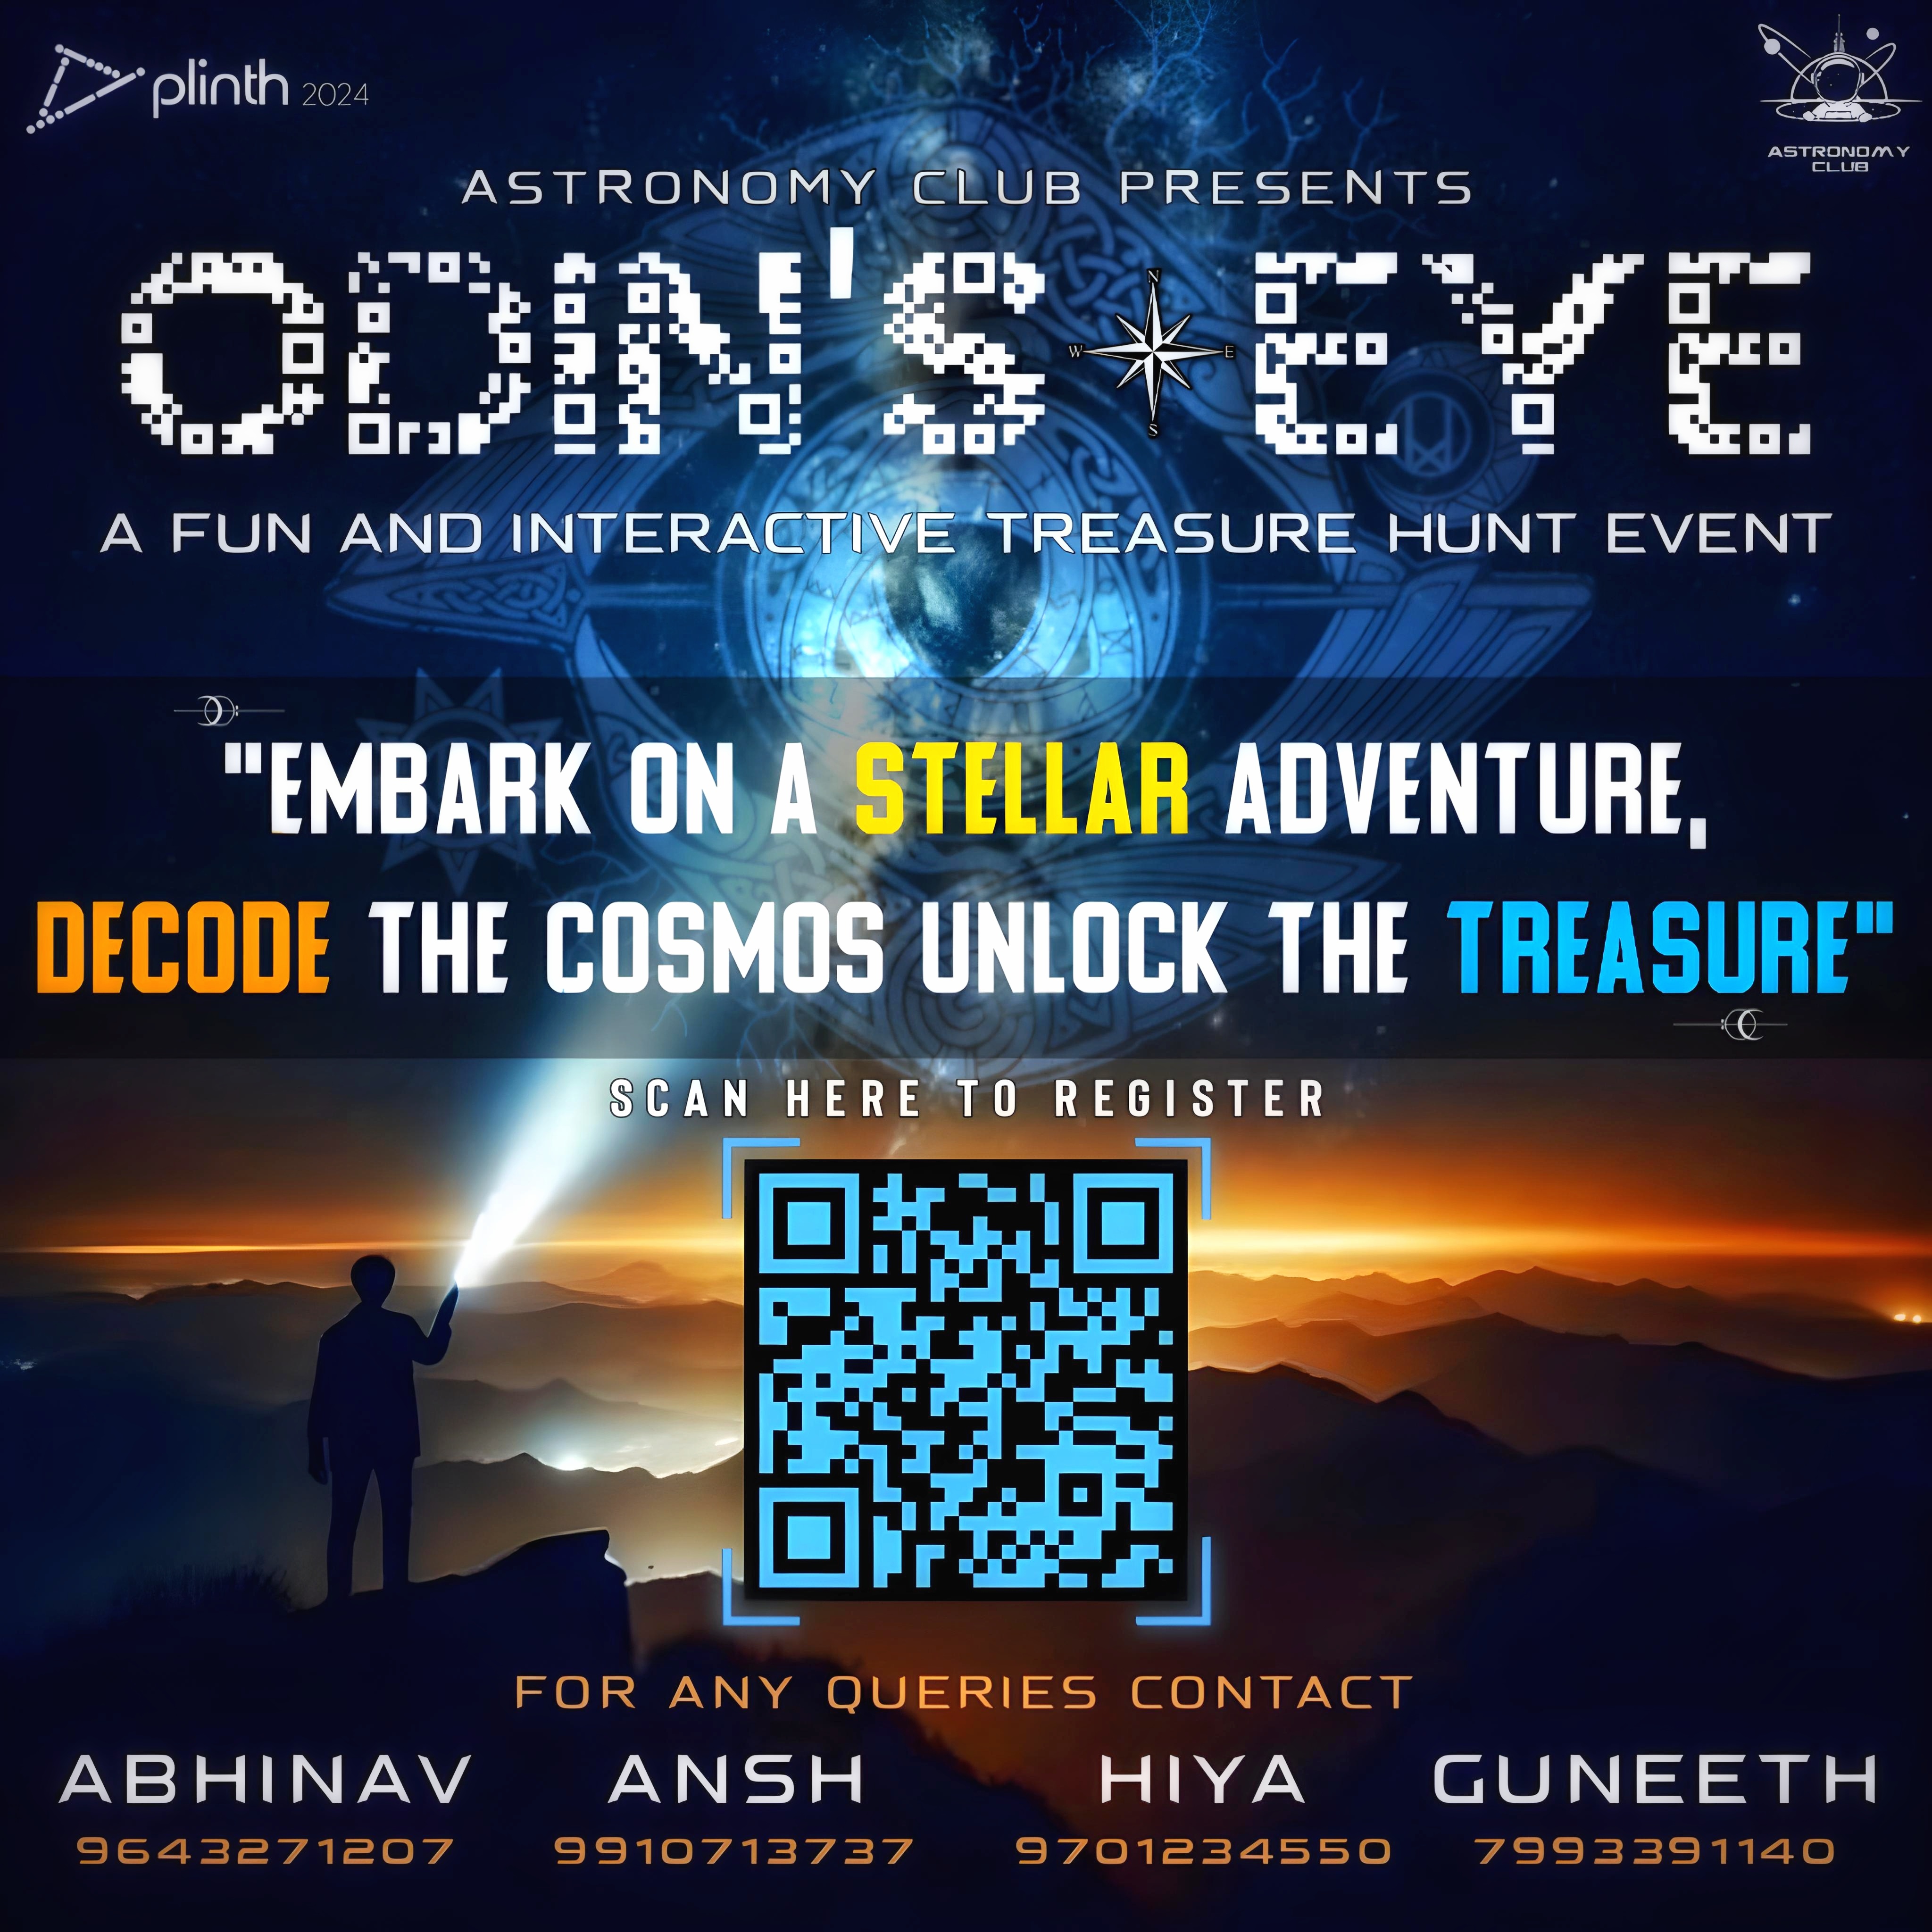 plinth 2024
ASTRONOMY
CLUB
ASTRONOMY CLUB PRESENTS
ODIN'S EYE
N
W E
S
A FUN AND INTERACTIVE TREASURE HUNT EVENT
"EMBARK ON A STELLAR ADVENTURE,
DECODE THE COSMOS UNLOCK THE TREASURE"
SCAN HERE TO REGISTER
FOR ANY QUERIES CONTACT
ABHINAV ANSH HIYA GUNEETH
9643271207 9910713737 9701234550 7993391140